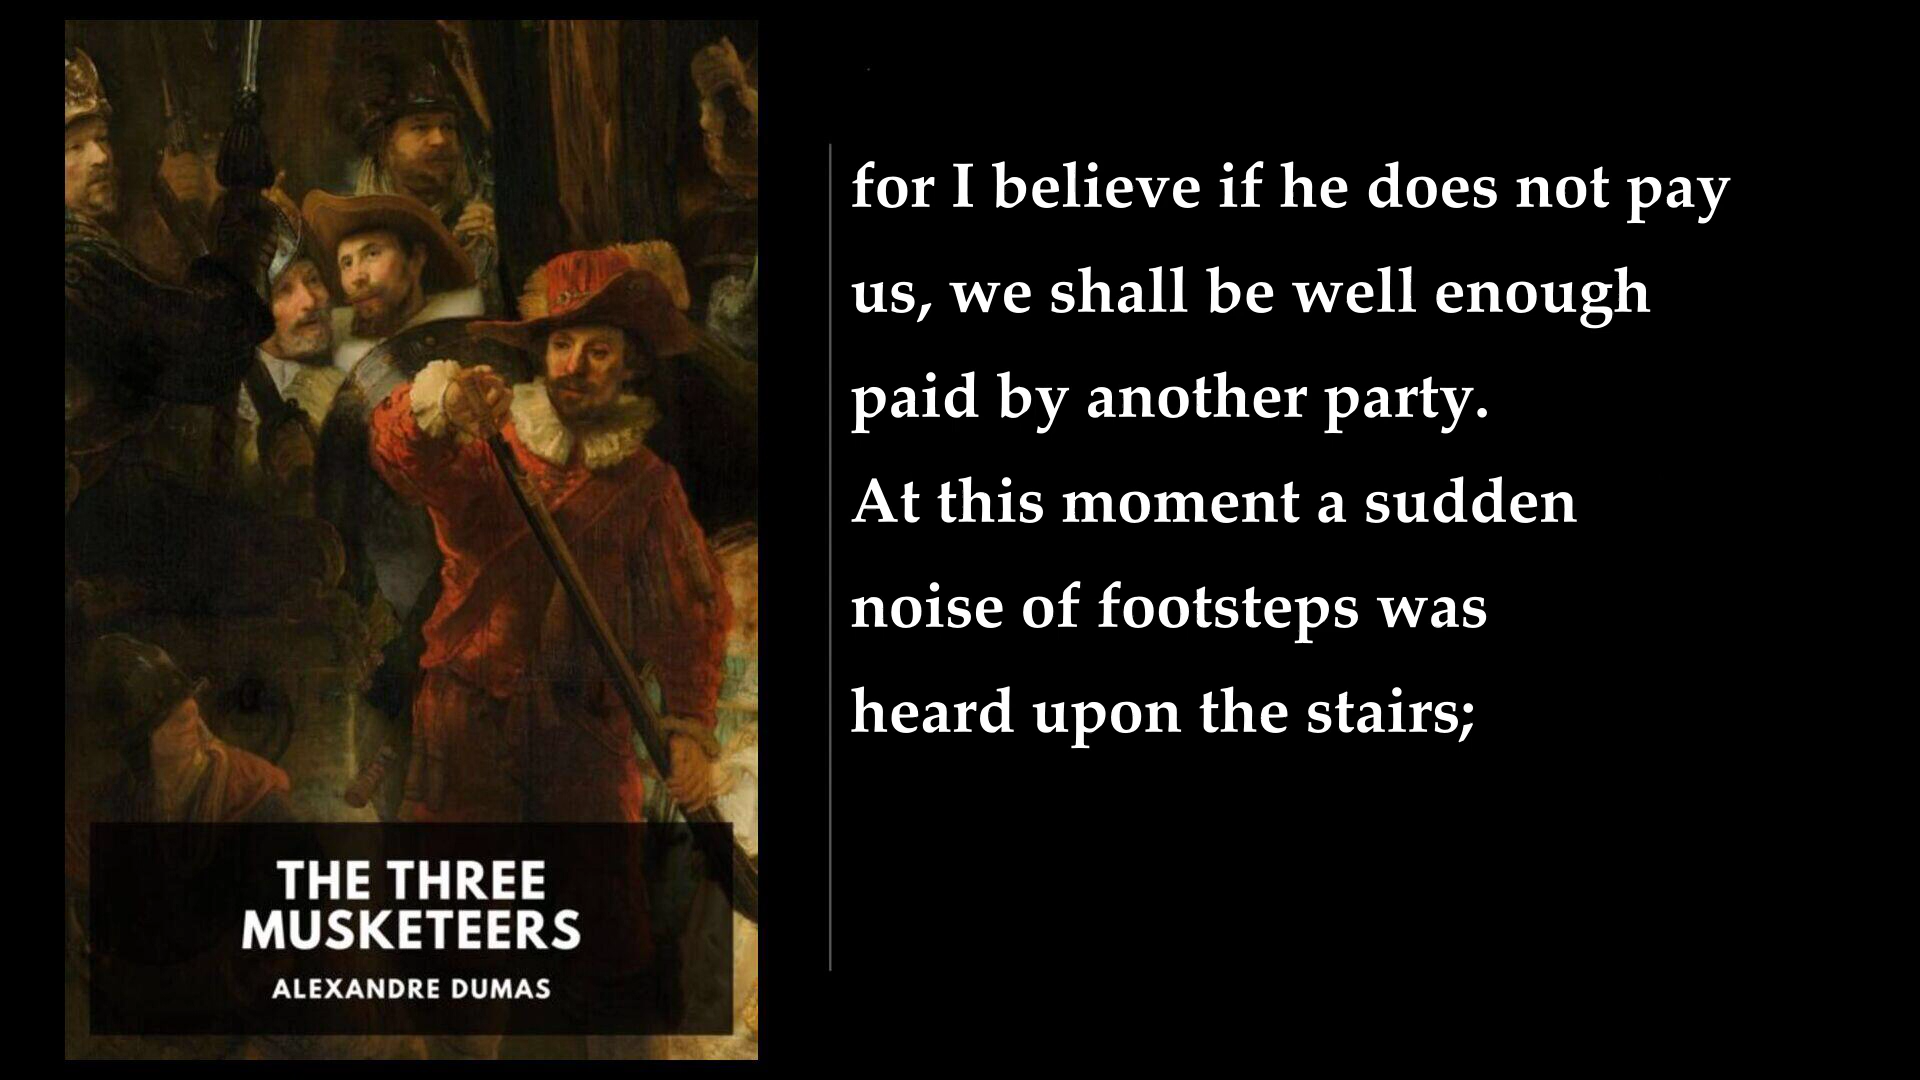 for I believe if he does not pay
us, we shall be well enough
paid by another party.
At this moment a sudden
noise of footsteps was
heard upon the stairs;
THE THREE
MUSKETEERS
ALEXANDRE DUMAS